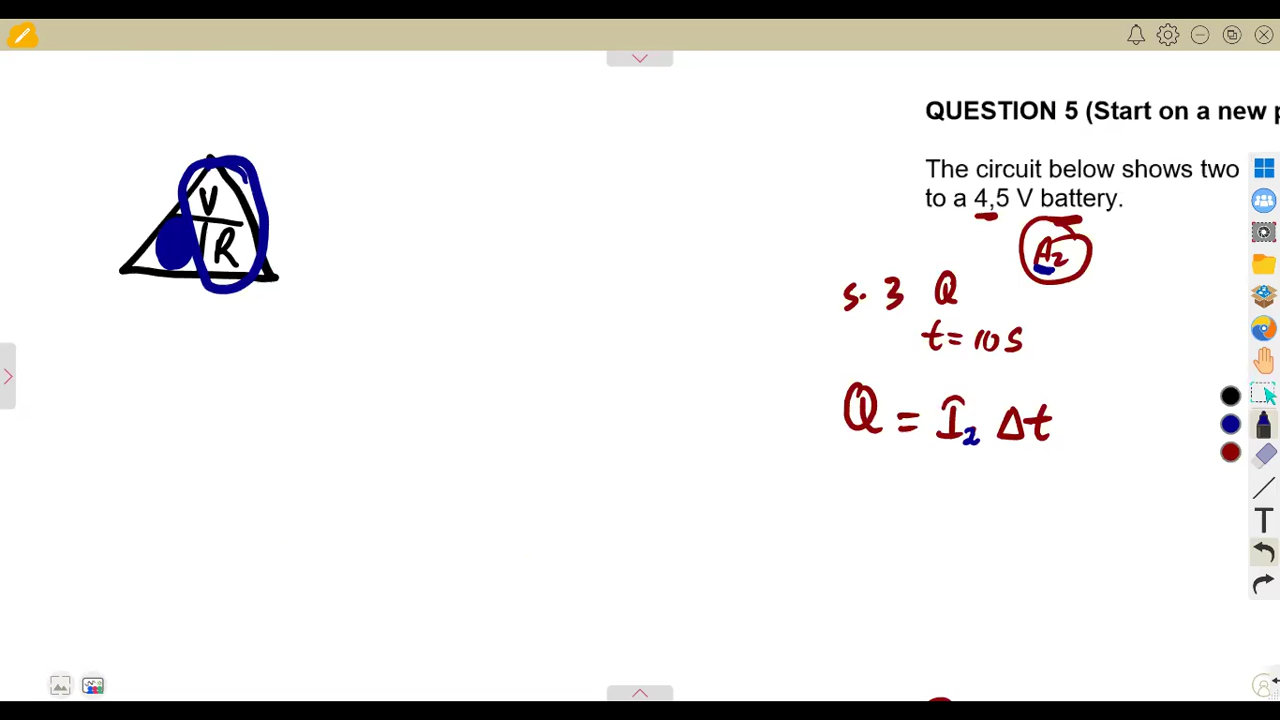 QUESTION 5 (Start on a new p
The circuit below shows two
to a 4,5 V battery.
V
R
A2
5. 3 Q
t = 10 s
Q = I2 Δt
T